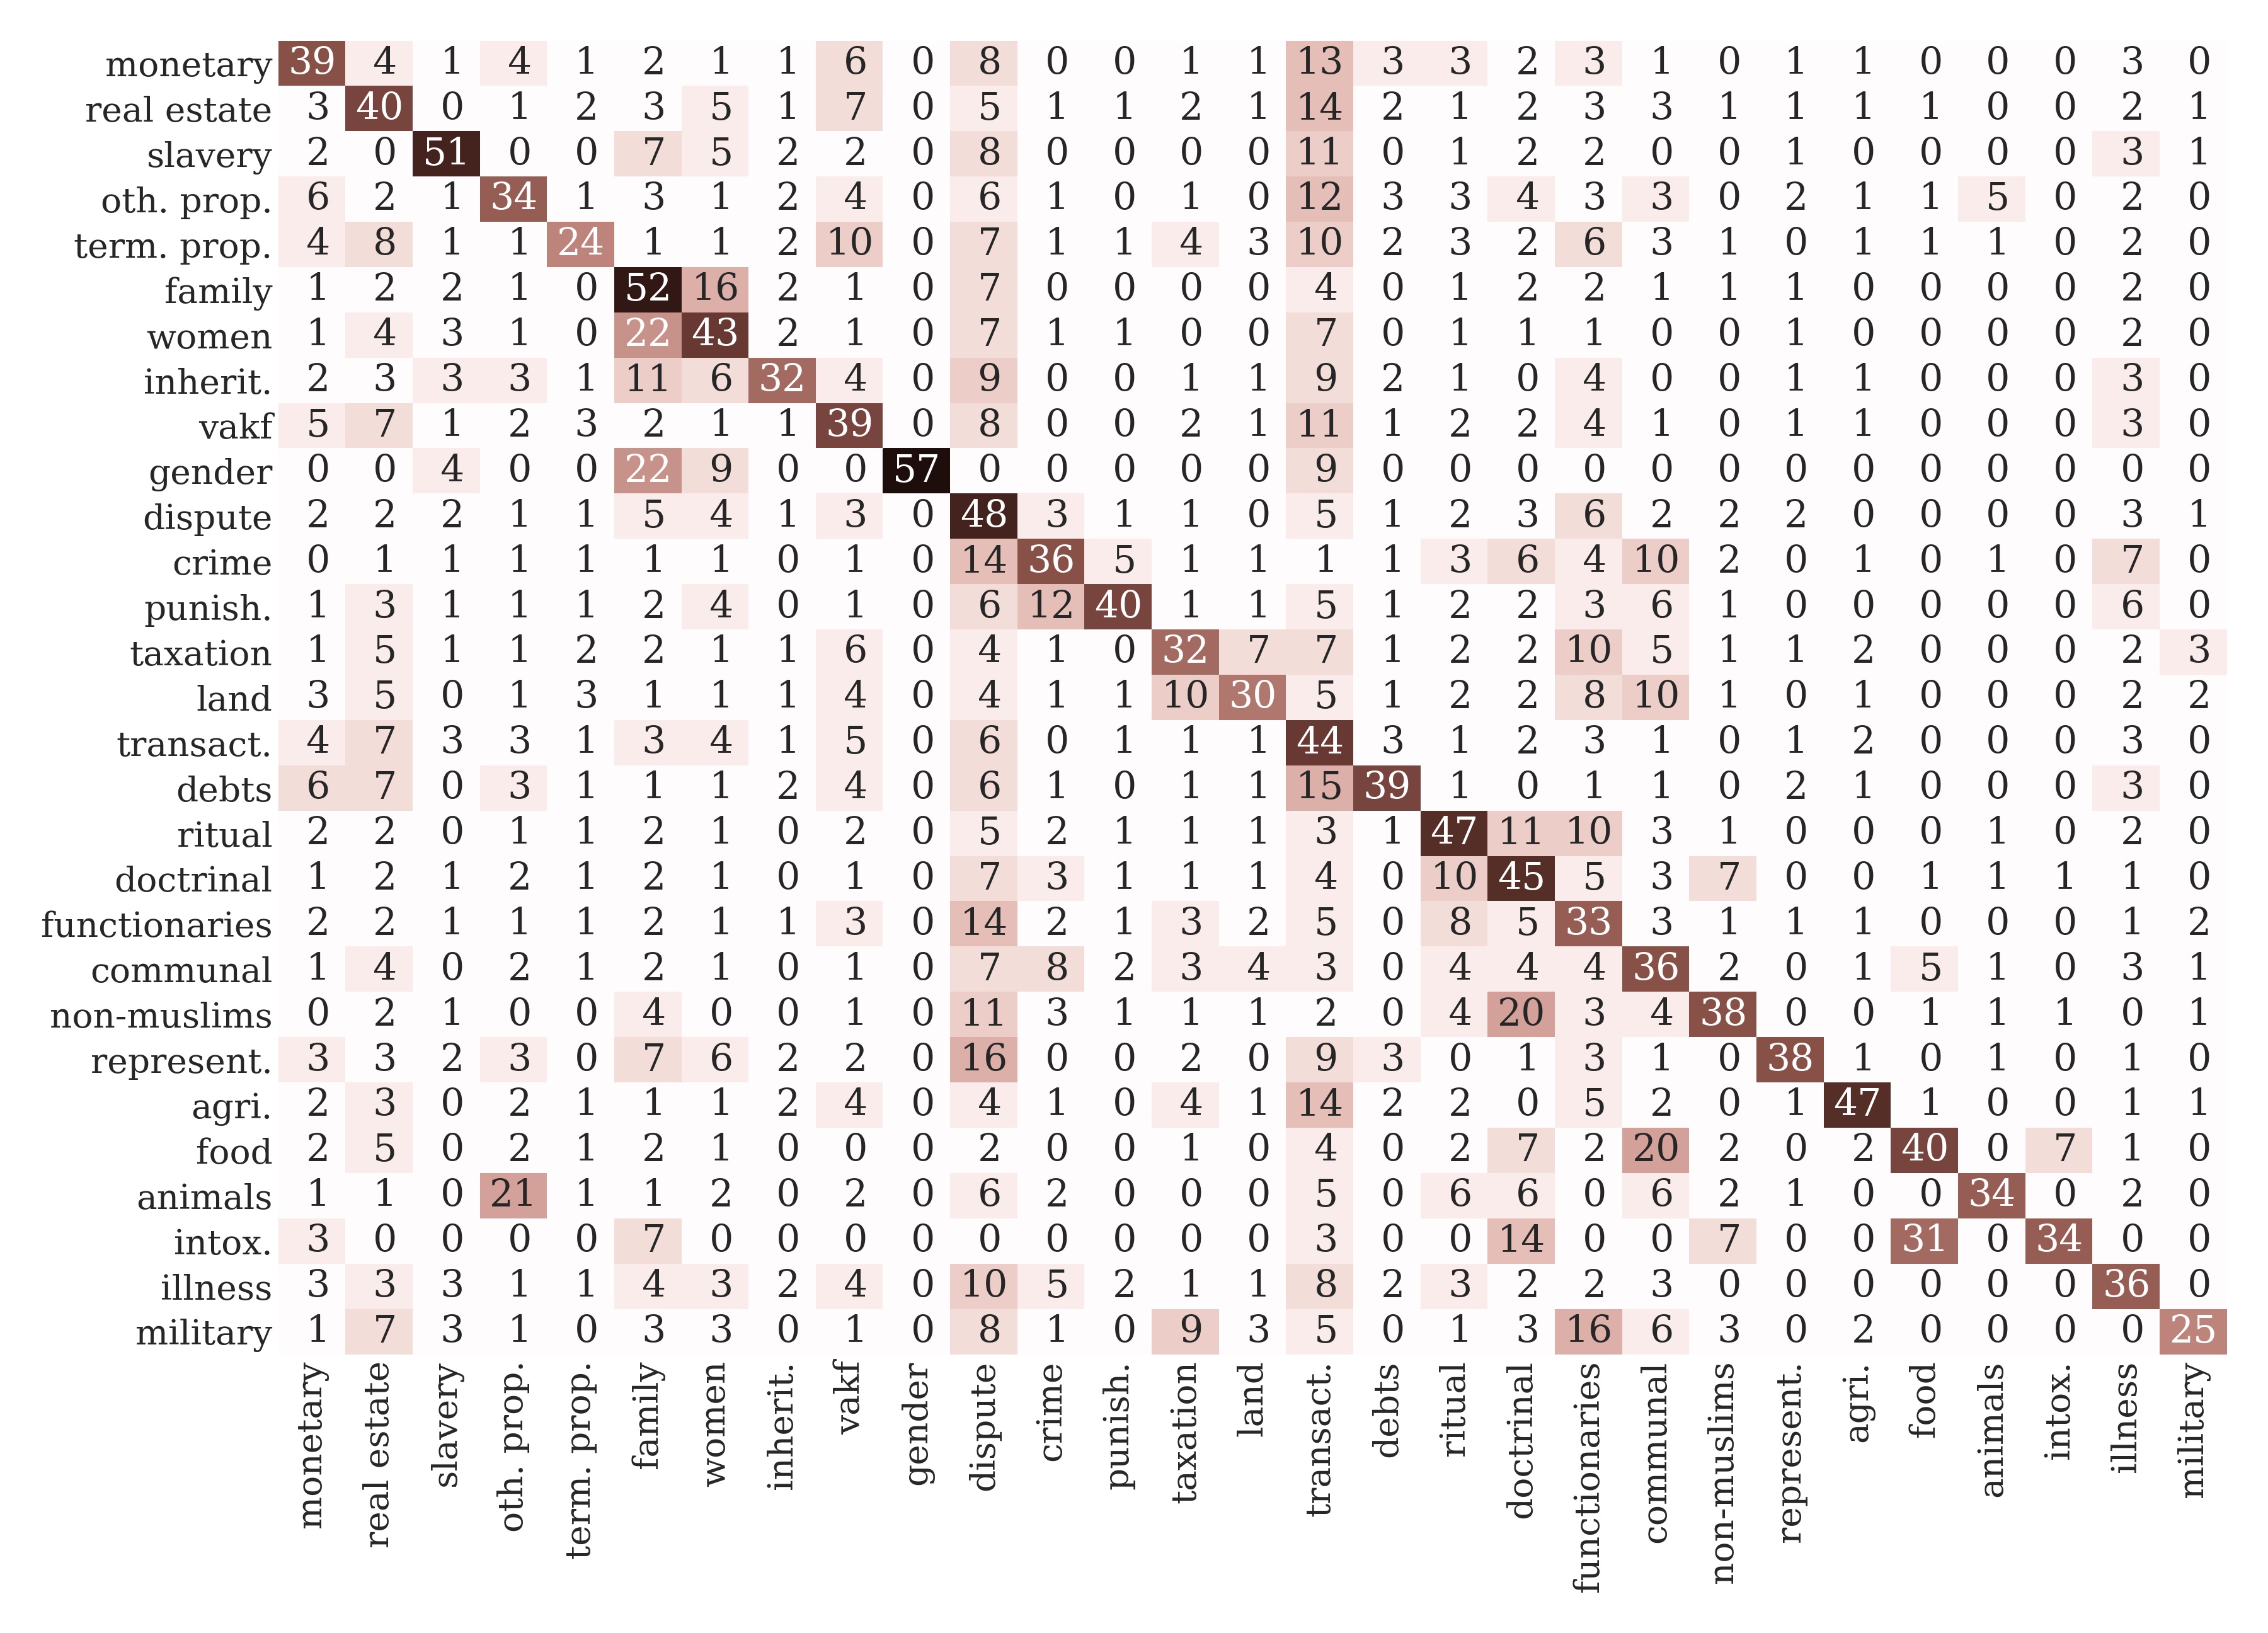 monetary 39 4 1 4 1 2 1 1 6 0 8 0 0 1 1 13 3 3 2 3 1 0 1 1 0 0 0 3 0
real estate 3 40 0 1 2 3 5 1 7 0 5 1 1 2 1 14 2 1 2 3 3 1 1 1 1 0 0 2 1
slavery 2 0 51 0 0 7 5 2 2 0 8 0 0 0 0 11 0 1 2 2 0 0 1 0 0 0 0 3 1
oth. prop. 6 2 1 34 1 3 1 2 4 0 6 1 0 1 0 12 3 3 4 3 3 0 2 1 1 5 0 2 0
term. prop. 4 8 1 1 24 1 1 2 10 0 7 1 1 4 3 10 2 3 2 6 3 1 0 1 1 1 0 2 0
family 1 2 2 1 0 52 16 2 1 0 7 0 0 0 0 4 0 1 2 2 1 1 1 0 0 0 0 2 0
women 1 4 3 1 0 22 43 2 1 0 7 1 1 0 0 7 0 1 1 1 0 0 1 0 0 0 0 2 0
inherit. 2 3 3 3 1 11 6 32 4 0 9 0 0 1 1 9 2 1 0 4 0 0 1 1 0 0 0 3 0
vakf 5 7 1 2 3 2 1 1 39 0 8 0 0 2 1 11 1 2 2 4 1 0 1 1 0 0 0 3 0
gender 0 0 4 0 0 22 9 0 0 57 0 0 0 0 0 9 0 0 0 0 0 0 0 0 0 0 0 0 0
dispute 2 2 2 1 1 5 4 1 3 0 48 3 1 1 0 5 1 2 3 6 2 2 2 0 0 0 0 3 1
crime 0 1 1 1 1 1 1 0 1 0 14 36 5 1 1 1 1 3 6 4 10 2 0 1 0 1 0 7 0
punish. 1 3 1 1 1 2 4 0 1 0 6 12 40 1 1 5 1 2 2 3 6 1 0 0 0 0 0 6 0
taxation 1 5 1 1 2 2 1 1 6 0 4 1 0 32 7 7 1 2 2 10 5 1 1 2 0 0 0 2 3
land 3 5 0 1 3 1 1 1 4 0 4 1 1 10 30 5 1 2 2 8 10 1 0 1 0 0 0 2 2
transact. 4 7 3 3 1 3 4 1 5 0 6 0 1 1 1 44 3 1 2 3 1 0 1 2 0 0 0 3 0
debts 6 7 0 3 1 1 1 2 4 0 6 1 0 1 1 15 39 1 0 1 1 0 2 1 0 0 0 3 0
ritual 2 2 0 1 1 2 1 0 2 0 5 2 1 1 1 3 1 47 11 10 3 1 0 0 0 1 0 2 0
doctrinal 1 2 1 2 1 2 1 0 1 0 7 3 1 1 1 4 0 10 45 5 3 7 0 0 1 1 1 1 0
functionaries 2 2 1 1 1 2 1 1 3 0 14 2 1 3 2 5 0 8 5 33 3 1 1 1 0 0 0 1 2
communal 1 4 0 2 1 2 1 0 1 0 7 8 2 3 4 3 0 4 4 4 36 2 0 1 5 1 0 3 1
non-muslims 0 2 1 0 0 4 0 0 1 0 11 3 1 1 1 2 0 4 20 3 4 38 0 0 1 1 1 0 1
represent. 3 3 2 3 0 7 6 2 2 0 16 0 0 2 0 9 3 0 1 3 1 0 38 1 0 1 0 1 0
agri. 2 3 0 2 1 1 1 2 4 0 4 1 0 4 1 14 2 2 0 5 2 0 1 47 1 0 0 1 1
food 2 5 0 2 1 2 1 0 0 0 2 0 0 1 0 4 0 2 7 2 20 2 0 2 40 0 7 1 0
animals 1 1 0 21 1 1 2 0 2 0 6 2 0 0 0 5 0 6 6 0 6 2 1 0 0 34 0 2 0
intox. 3 0 0 0 0 7 0 0 0 0 0 0 0 0 0 3 0 0 14 0 0 7 0 0 31 0 34 0 0
illness 3 3 3 1 1 4 3 2 4 0 10 5 2 1 1 8 2 3 2 2 3 0 0 0 0 0 0 36 0
military 1 7 3 1 0 3 3 0 1 0 8 1 0 9 3 5 0 1 3 16 6 3 0 2 0 0 0 0 25
monetary
real estate
slavery
oth. prop.
term. prop.
family
women
inherit.
vakf
gender
dispute
crime
punish.
taxation
land
transact.
debts
ritual
doctrinal
functionaries
communal
non-muslims
represent.
agri.
food
animals
intox.
illness
military